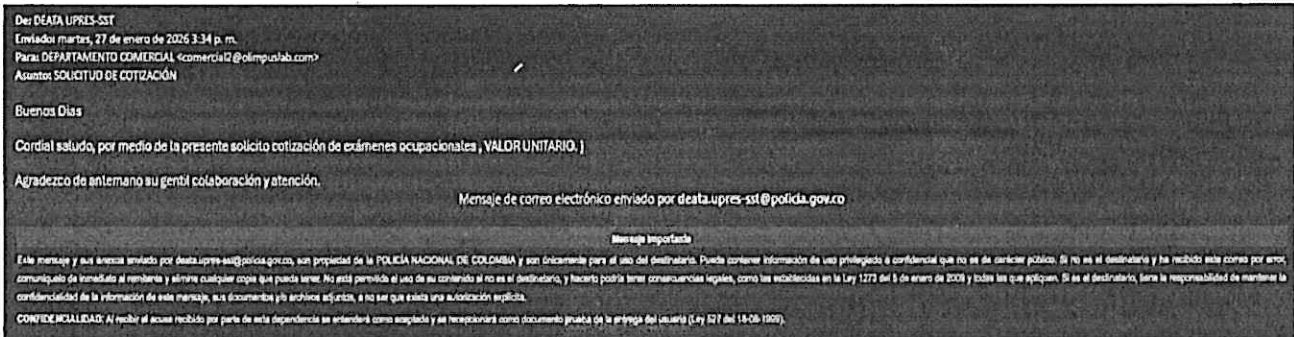 De: DEATA UPRES-SST
Enviado: martes, 27 de enero de 2026 3:34 p. m.
Para: DEPARTAMENTO COMERCIAL <comercial2@olimpuslab.com>
Asunto: SOLICITUD DE COTIZACIÓN
Buenos Dias
Cordial saludo, por medio de la presente solicito cotización de exámenes ocupacionales , VALOR UNITARIO. )
Agradezco de antemano su gentil colaboración y atención.
Mensaje de correo electrónico enviado por deata.upres-sst@policia.gov.co
Mensaje Importante
Este mensaje y sus anexos enviado por deata.upres-sst@policia.gov.co, son propiedad de la POLICÍA NACIONAL DE COLOMBIA y son únicamente para el uso del destinatario. Puede contener información de uso privilegiado o confidencial que no es de carácter público. Si no es el destinatario y ha recibido este correo por error,
comuníquelo de inmediato al remitente y elimine cualquier copia que pueda tener. No está permitida el uso de su contenido si no es el destinatario, y hacerlo podría tener consecuencias legales, como las establecidas en la Ley 1273 del 5 de enero de 2009 y todas las que apliquen. Si es el destinatario, tiene la responsabilidad de mantener la
confidencialidad de la información de este mensaje, sus documentos y/o archivos adjuntos, a no ser que exista una autorización explícita.
CONFIDENCIALIDAD: Al recibir el acuse recibido por parte de esta dependencia se entenderá como aceptado y se recepcionará como documento prueba de la entrega del usuario (Ley 527 del 18-08-1999).